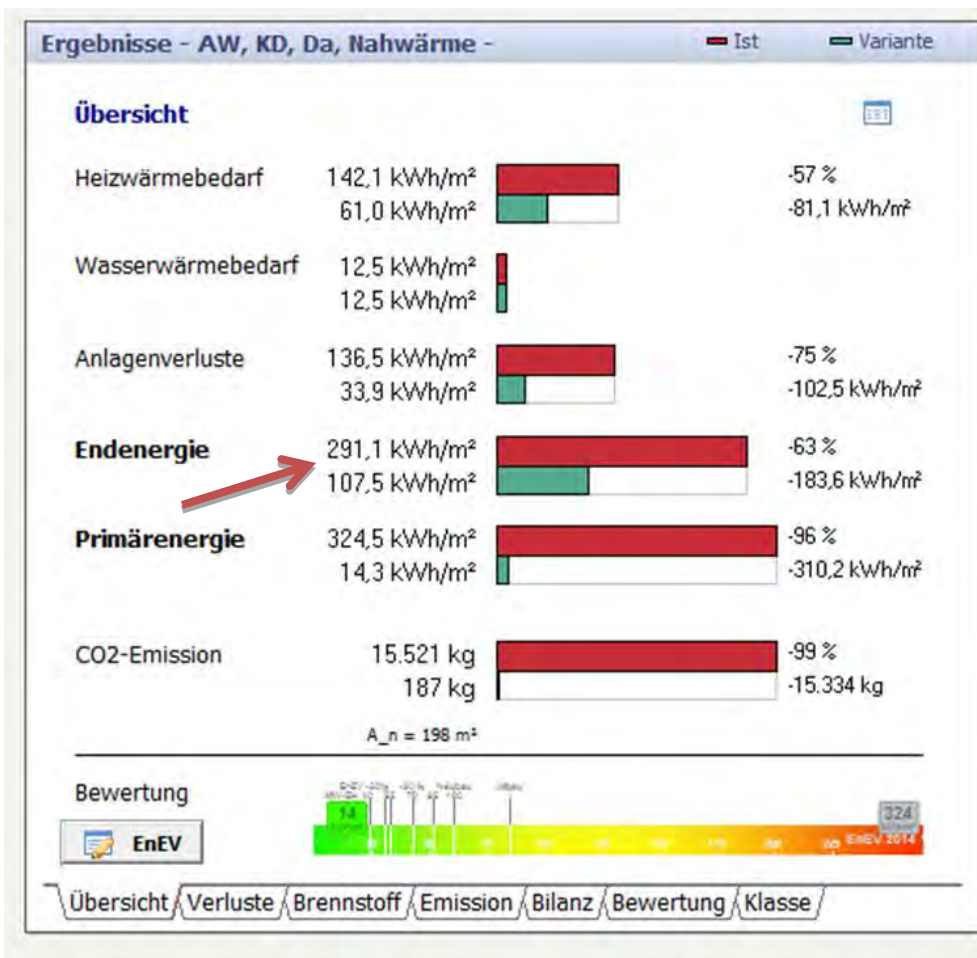 Ergebnisse - AW, KD, Da, Nahwärme - Ist Variante
Übersicht
Heizwärmebedarf 142,1 kWh/m² -57 %
61,0 kWh/m² -81,1 kWh/m²
Wasserwärmebedarf 12,5 kWh/m²
12,5 kWh/m²
Anlagenverluste 136,5 kWh/m² -75 %
33,9 kWh/m² -102,5 kWh/m²
Endenergie 291,1 kWh/m² -63 %
107,5 kWh/m² -183,6 kWh/m²
Primärenergie 324,5 kWh/m² -96 %
14,3 kWh/m² -310,2 kWh/m²
CO2-Emission 15.521 kg -99 %
187 kg -15.334 kg
A_n = 198 m²
Bewertung
14 324
EnEV EnEV 2014
Übersicht Verluste Brennstoff Emission Bilanz Bewertung Klasse